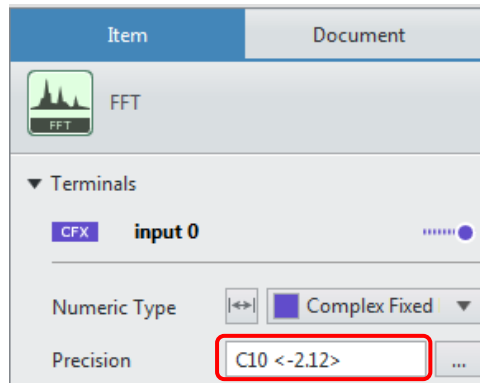 Item Document
FFT FFT
Terminals
CFX input 0
Numeric Type Complex Fixed
Precision C10 <-2.12> ...